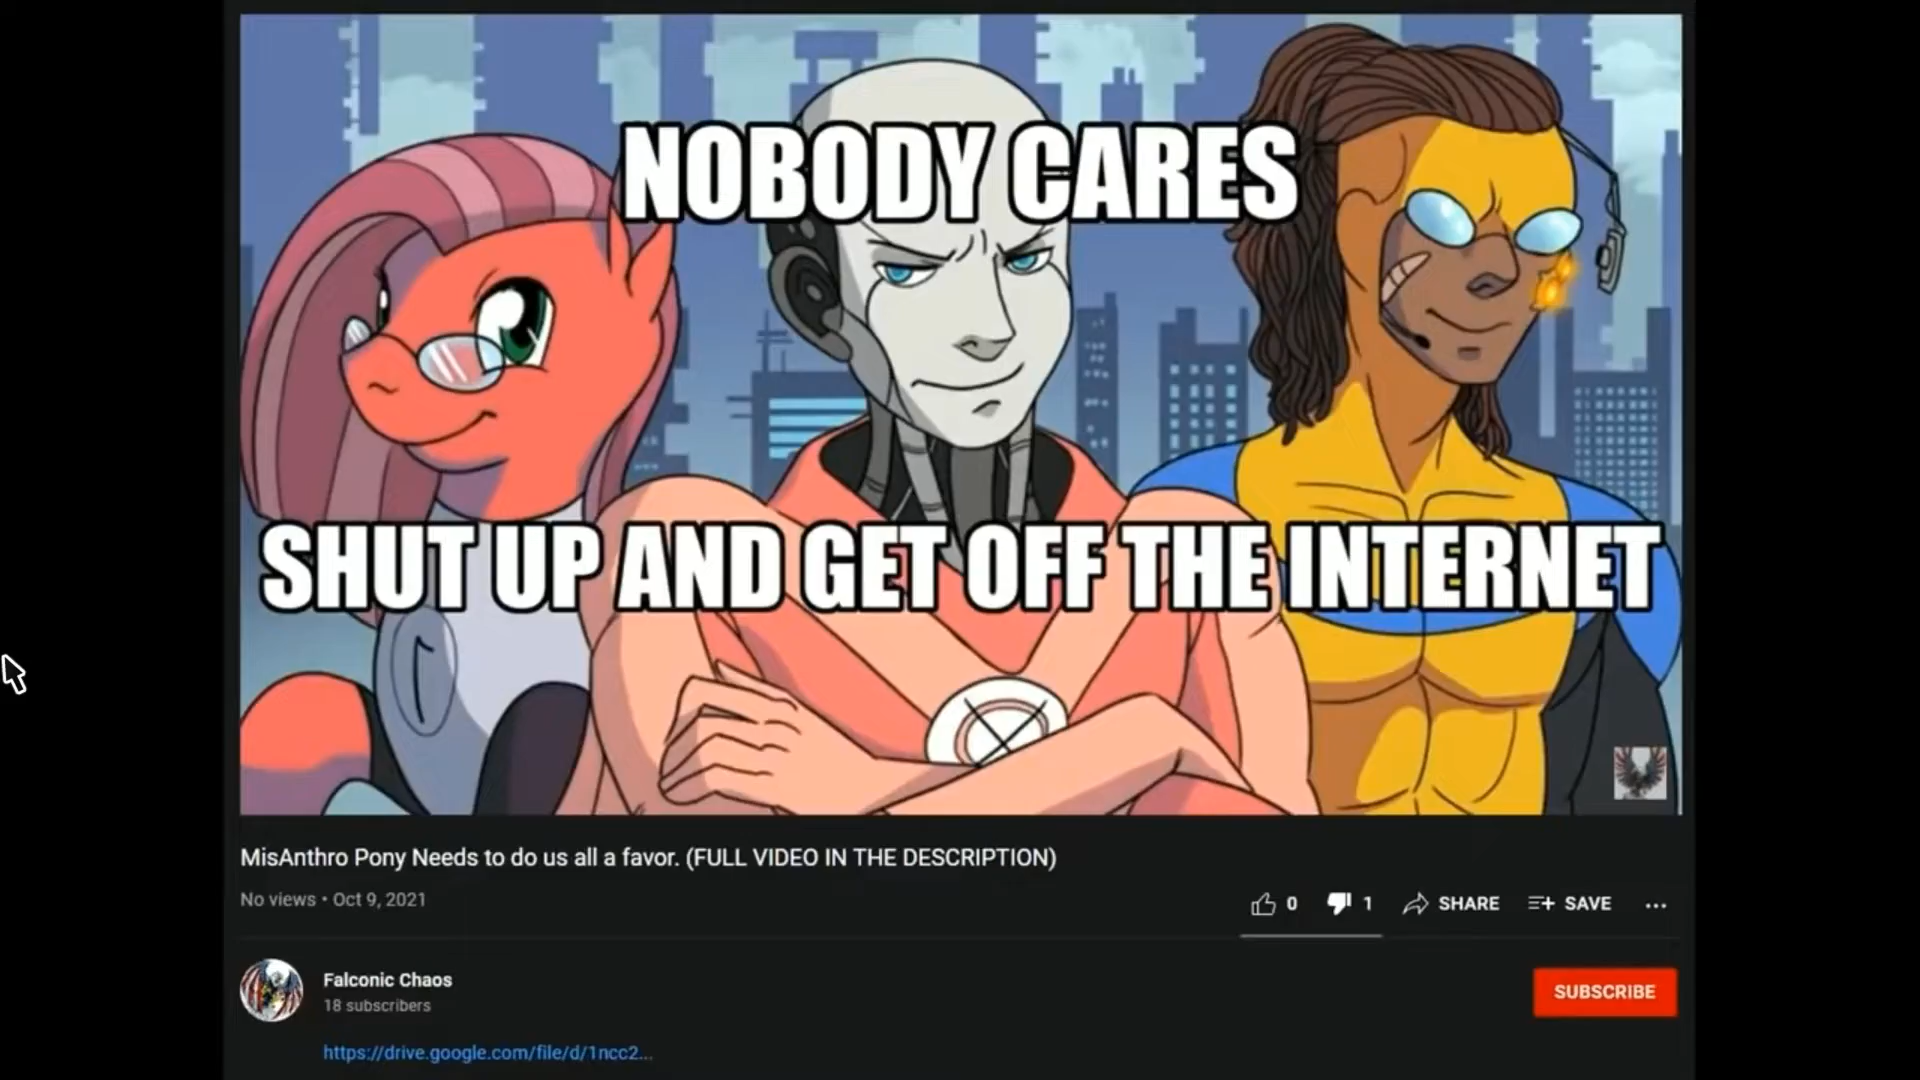 NOBODY CARES
SHUT UP AND GET OFF THE INTERNET
MisAnthro Pony Needs to do us all a favor. (FULL VIDEO IN THE DESCRIPTION)
No views • Oct 9, 2021
0
1
SHARE
SAVE
Falconic Chaos
18 subscribers
SUBSCRIBE
https://drive.google.com/file/d/1ncc2...